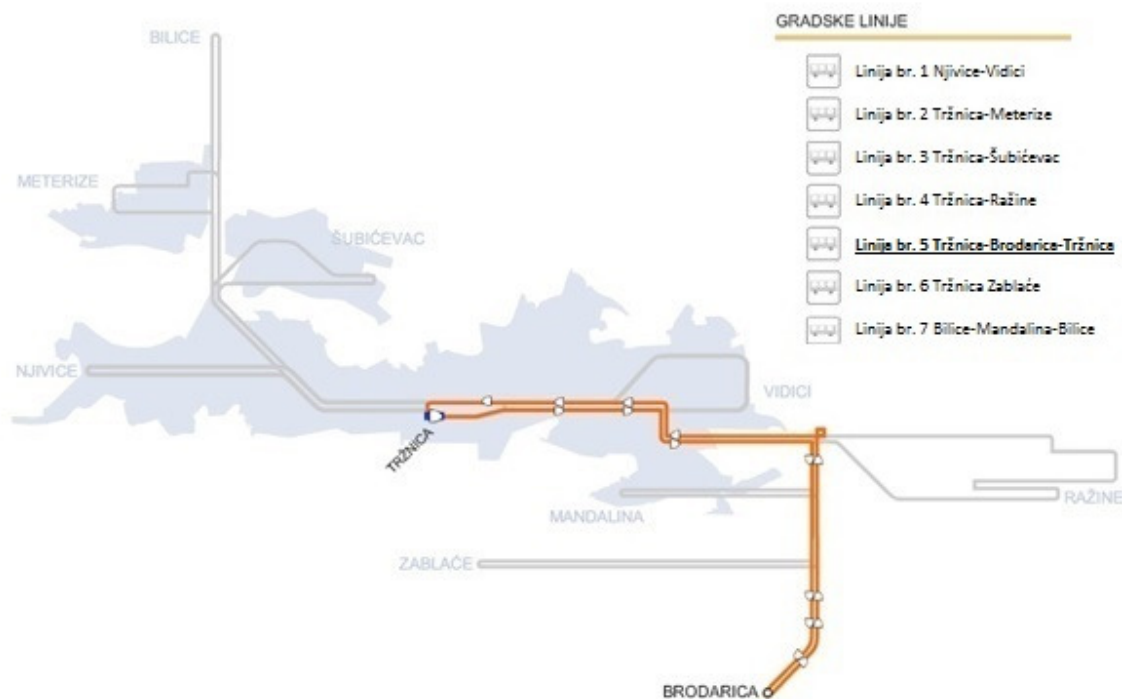 GRADSKE LINIJE
Linija br. 1 Njivice-Vidici
Linija br. 2 Tržnica-Meterize
Linija br. 3 Tržnica-Šubićevac
Linija br. 4 Tržnica-Ražine
Linija br. 5 Tržnica-Brodarica-Tržnica
Linija br. 6 Tržnica Zablaće
Linija br. 7 Bilice-Mandalina-Bilice
BILICE
METERIZE
ŠUBIĆEVAC
NJIVICE
VIDICI
TRŽNICA
RAŽINE
MANDALINA
ZABLAĆE
BRODARICA